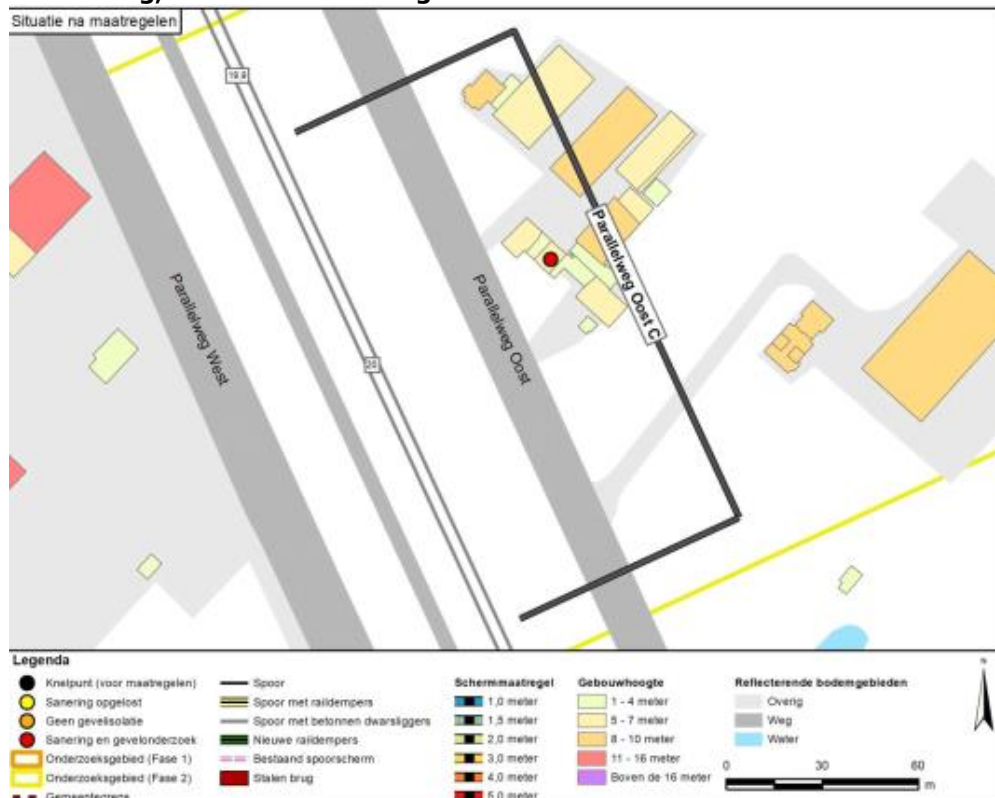 Situatie na maatregelen
19.9
Parallelweg Oost C
Parallelweg West
Parallelweg Oost
20
Legenda
Knelpunt (voor maatregelen)
Sanering opgelost
Geen gevelisolatie
Sanering en gevelonderzoek
Onderzoeksgebied (Fase 1)
Onderzoeksgebied (Fase 2)
Gemeentegrens
Spoor
Spoor met raildempers
Spoor met betonnen dwarsliggers
Nieuwe raildempers
Bestaand spoorscherm
Stalen brug
Schermmaatregel
1,0 meter
1,5 meter
2,0 meter
3,0 meter
4,0 meter
5,0 meter
Gebouwhoogte
1 - 4 meter
5 - 7 meter
8 - 10 meter
11 - 16 meter
Boven de 16 meter
Reflecterende bodemgebieden
Overig
Weg
Water
0 30 60
m